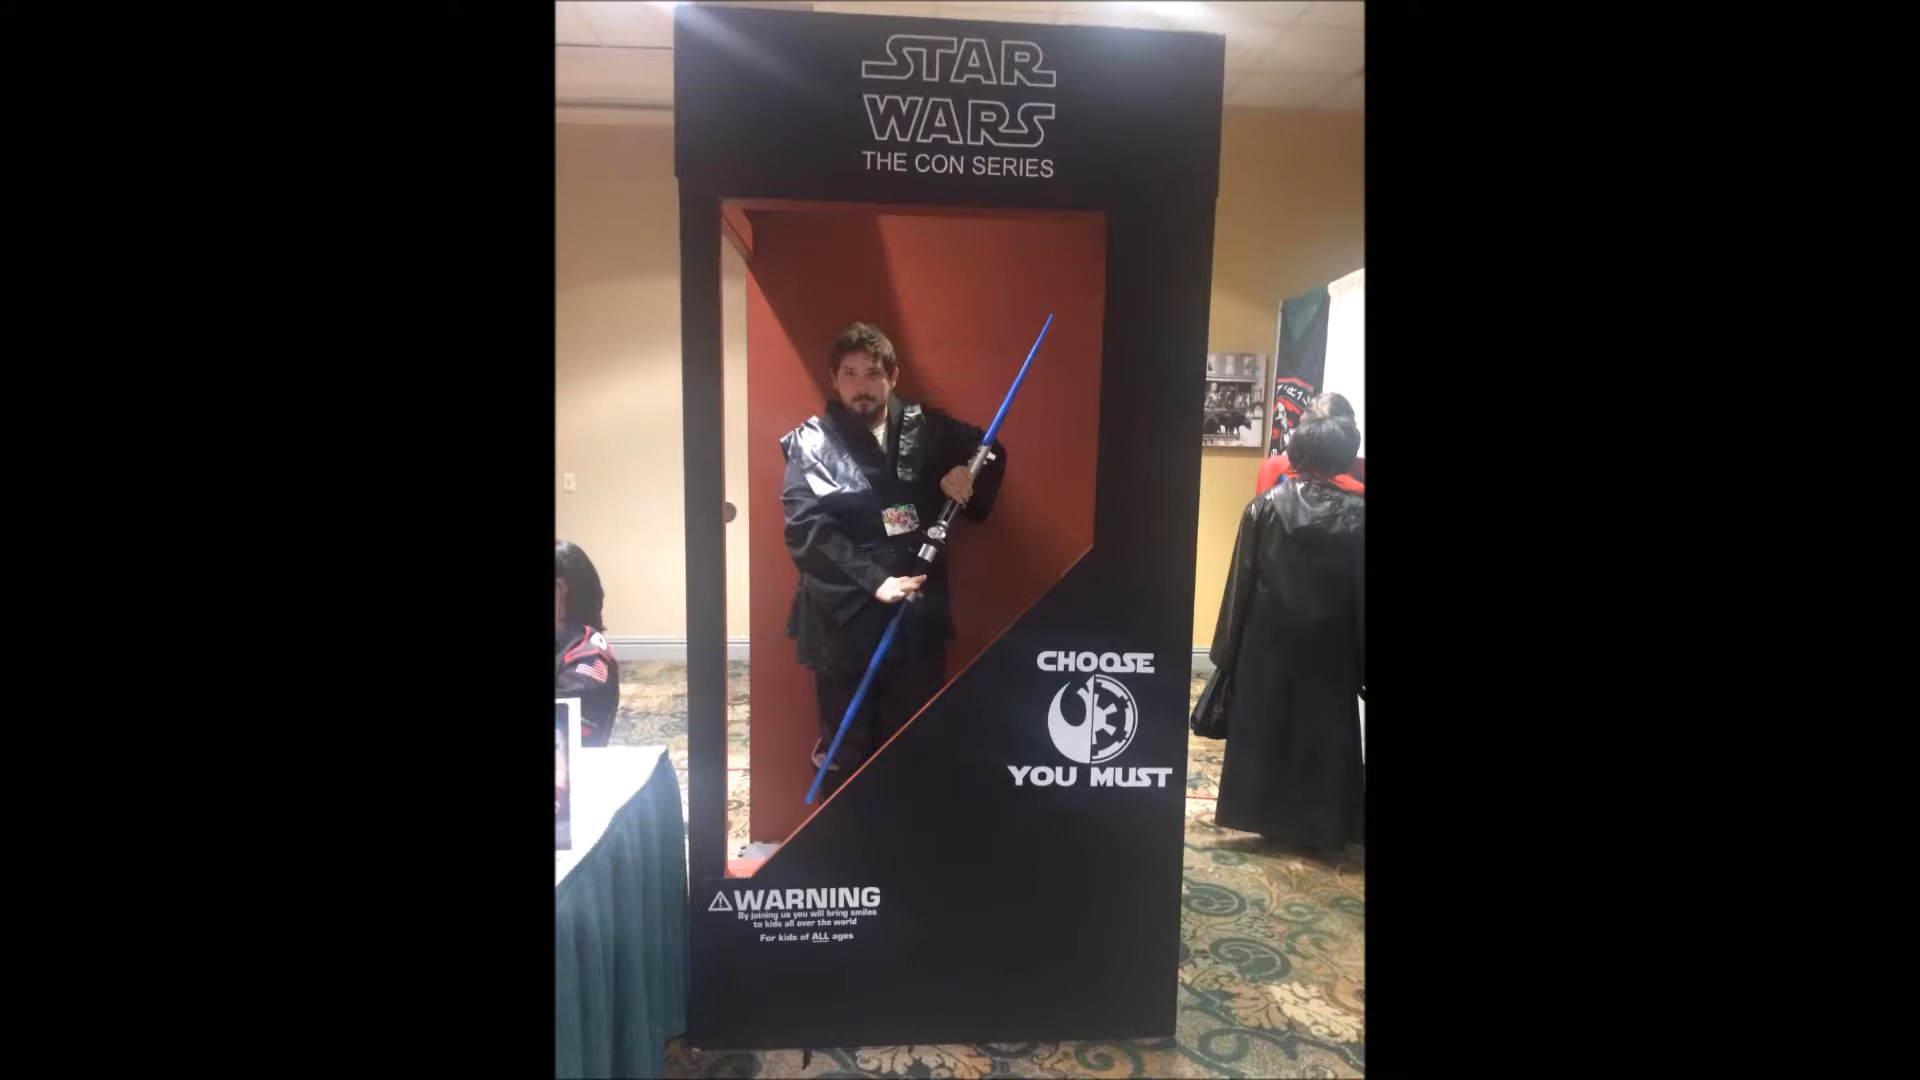 STAR
WARS
THE CON SERIES
CHOOSE
YOU MUST
WARNING
By joining us you will bring smiles
to kids all over the world
For kids of ALL ages